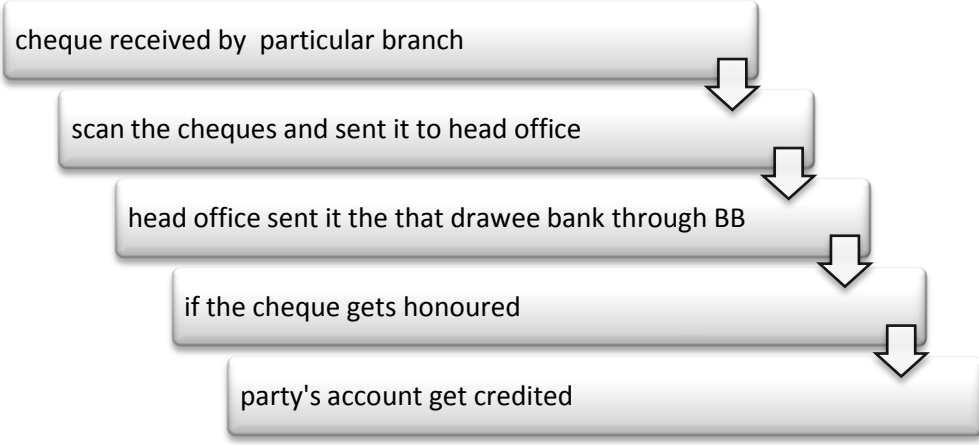 cheque received by particular branch
scan the cheques and sent it to head office
head office sent it the that drawee bank through BB
if the cheque gets honoured
party's account get credited